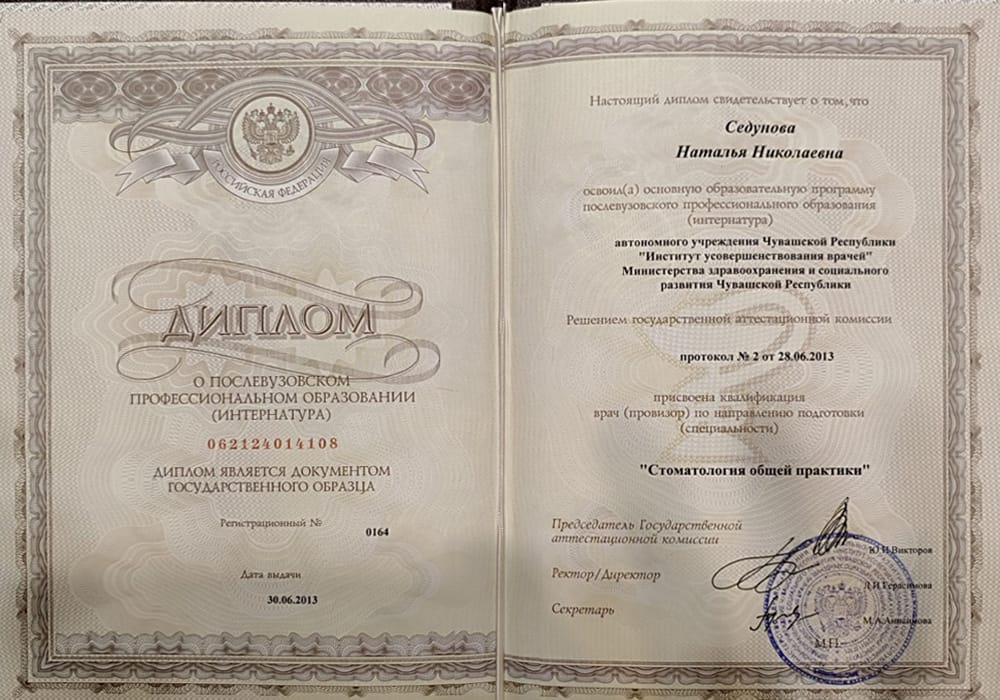 РОССИЙСКАЯ ФЕДЕРАЦИЯ
ДИПЛОМ
О ПОСЛЕВУЗОВСКОМ
ПРОФЕССИОНАЛЬНОМ ОБРАЗОВАНИИ
(ИНТЕРНАТУРА)
062124014108
ДИПЛОМ ЯВЛЯЕТСЯ ДОКУМЕНТОМ
ГОСУДАРСТВЕННОГО ОБРАЗЦА
Регистрационный №
0164
Дата выдачи
30.06.2013
Настоящий диплом свидетельствует о том, что
Седунова
Наталья Николаевна
освоил(а) основную образовательную программу
послевузовского профессионального образования
(интернатура)
автономного учреждения Чувашской Республики
"Институт усовершенствования врачей"
Министерства здравоохранения и социального
развития Чувашской Республики
Решением государственной аттестационной комиссии
протокол № 2 от 28.06.2013
присвоена квалификация
врач (провизор) по направлению подготовки
(специальности)
"Стоматология общей практики"
Председатель Государственной
аттестационной комиссии
Ю.И.Викторов
Ректор/Директор
Л.И.Герасимова
Секретарь
М.А.Анисимова
М.П.